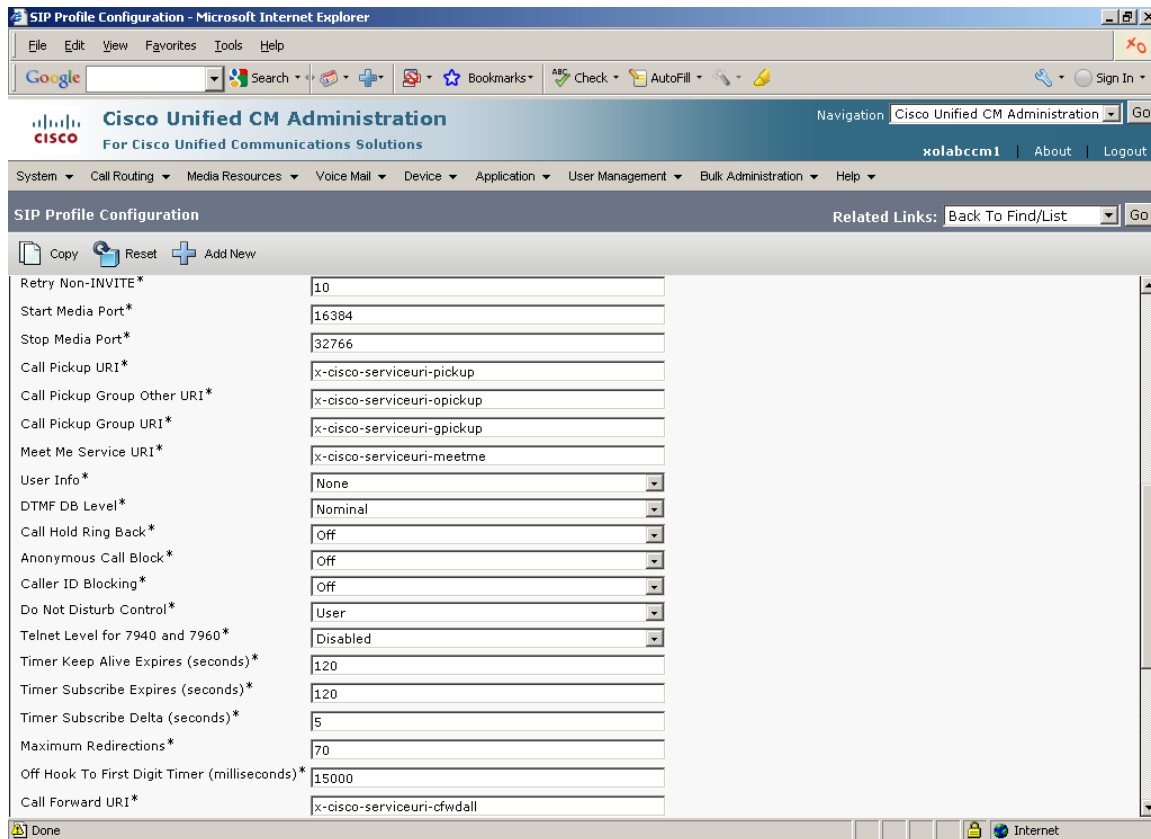 SIP Profile Configuration - Microsoft Internet Explorer
File Edit View Favorites Tools Help
Google Search Bookmarks ABC Check AutoFill Sign In
CISCO
Cisco Unified CM Administration
For Cisco Unified Communications Solutions
Navigation Cisco Unified CM Administration Go
xolabccm1 | About | Logout
System Call Routing Media Resources Voice Mail Device Application User Management Bulk Administration Help
SIP Profile Configuration
Related Links: Back To Find/List Go
Copy Reset Add New
Retry Non-INVITE* 10
Start Media Port* 16384
Stop Media Port* 32766
Call Pickup URI* x-cisco-serviceuri-pickup
Call Pickup Group Other URI* x-cisco-serviceuri-opickup
Call Pickup Group URI* x-cisco-serviceuri-gpickup
Meet Me Service URI* x-cisco-serviceuri-meetme
User Info* None
DTMF DB Level* Nominal
Call Hold Ring Back* Off
Anonymous Call Block* Off
Caller ID Blocking* Off
Do Not Disturb Control* User
Telnet Level for 7940 and 7960* Disabled
Timer Keep Alive Expires (seconds)* 120
Timer Subscribe Expires (seconds)* 120
Timer Subscribe Delta (seconds)* 5
Maximum Redirections* 70
Off Hook To First Digit Timer (milliseconds)* 15000
Call Forward URI* x-cisco-serviceuri-cfwdall
Done
Internet